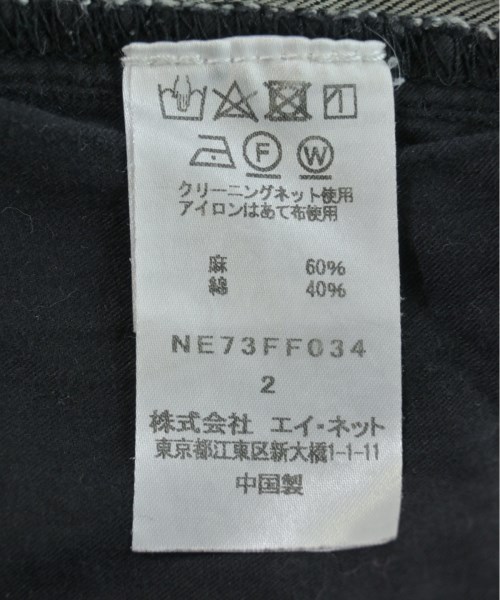 F W
クリーニングネット使用
アイロンはあて布使用
麻 60%
綿 40%
NE73FF034
2
株式会社 エイ・ネット
東京都江東区新大橋1-1-11
中国製